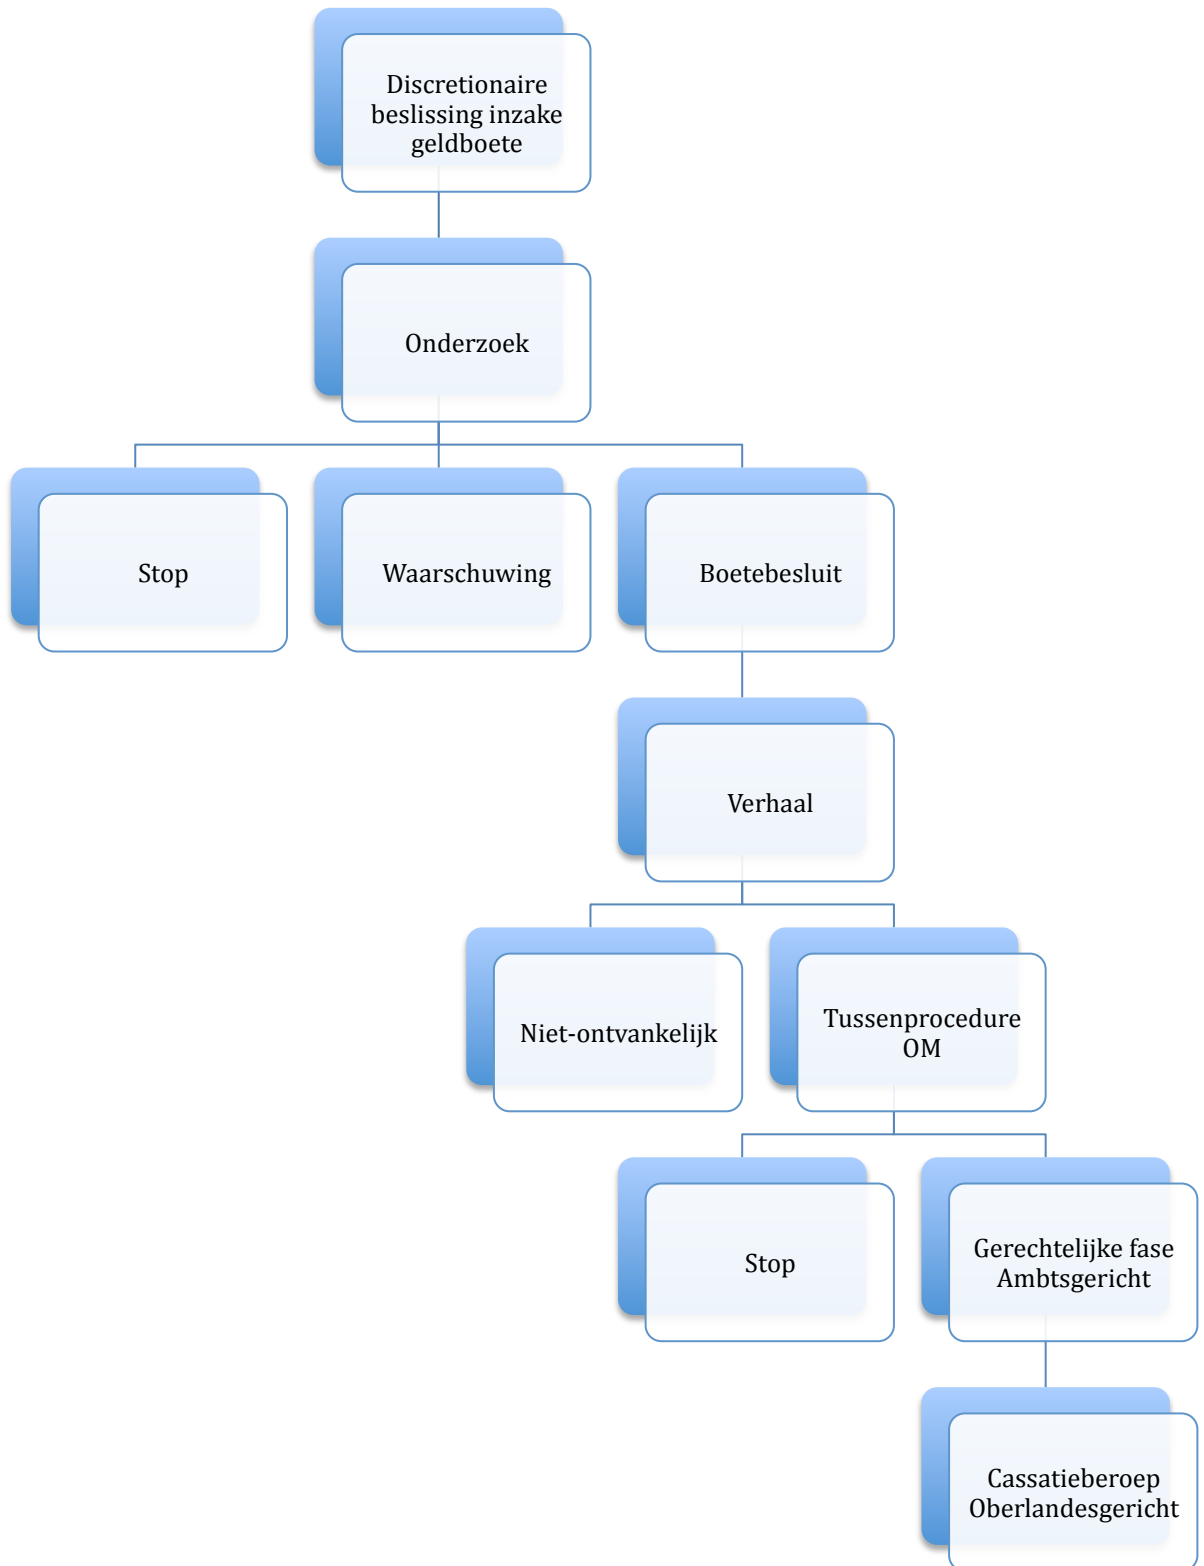 Discretionaire
beslissing inzake
geldboete
Onderzoek
Stop
Waarschuwing
Boetebesluit
Verhaal
Niet-ontvankelijk
Tussenprocedure
OM
Stop
Gerechtelijke fase
Ambtsgericht
Cassatieberoep
Oberlandesgericht